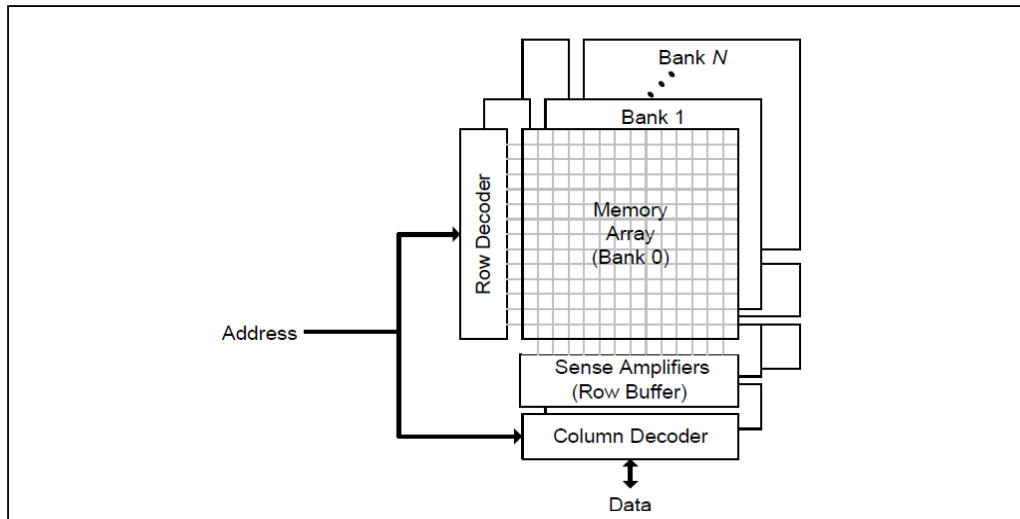 Bank N
Bank 1
Row Decoder
Memory
Array
(Bank 0)
Address
Sense Amplifiers
(Row Buffer)
Column Decoder
Data